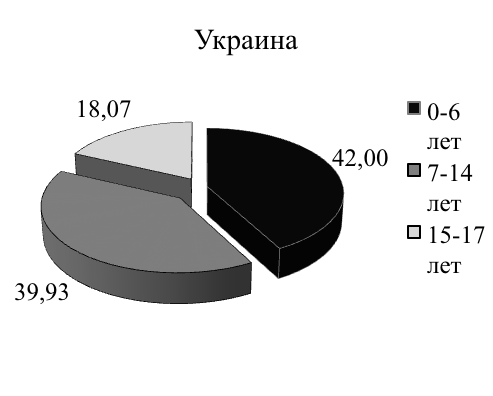 Украина
18,07
42,00
39,93
0-6
лет
7-14
лет
15-17
лет